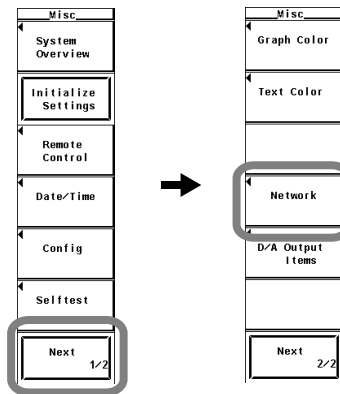 Misc
System
Overview
Initialize
Settings
Remote
Control
Date/Time
Config
Selftest
Next
1/2
Misc
Graph Color
Text Color
Network
D/A Output
Items
Next
2/2